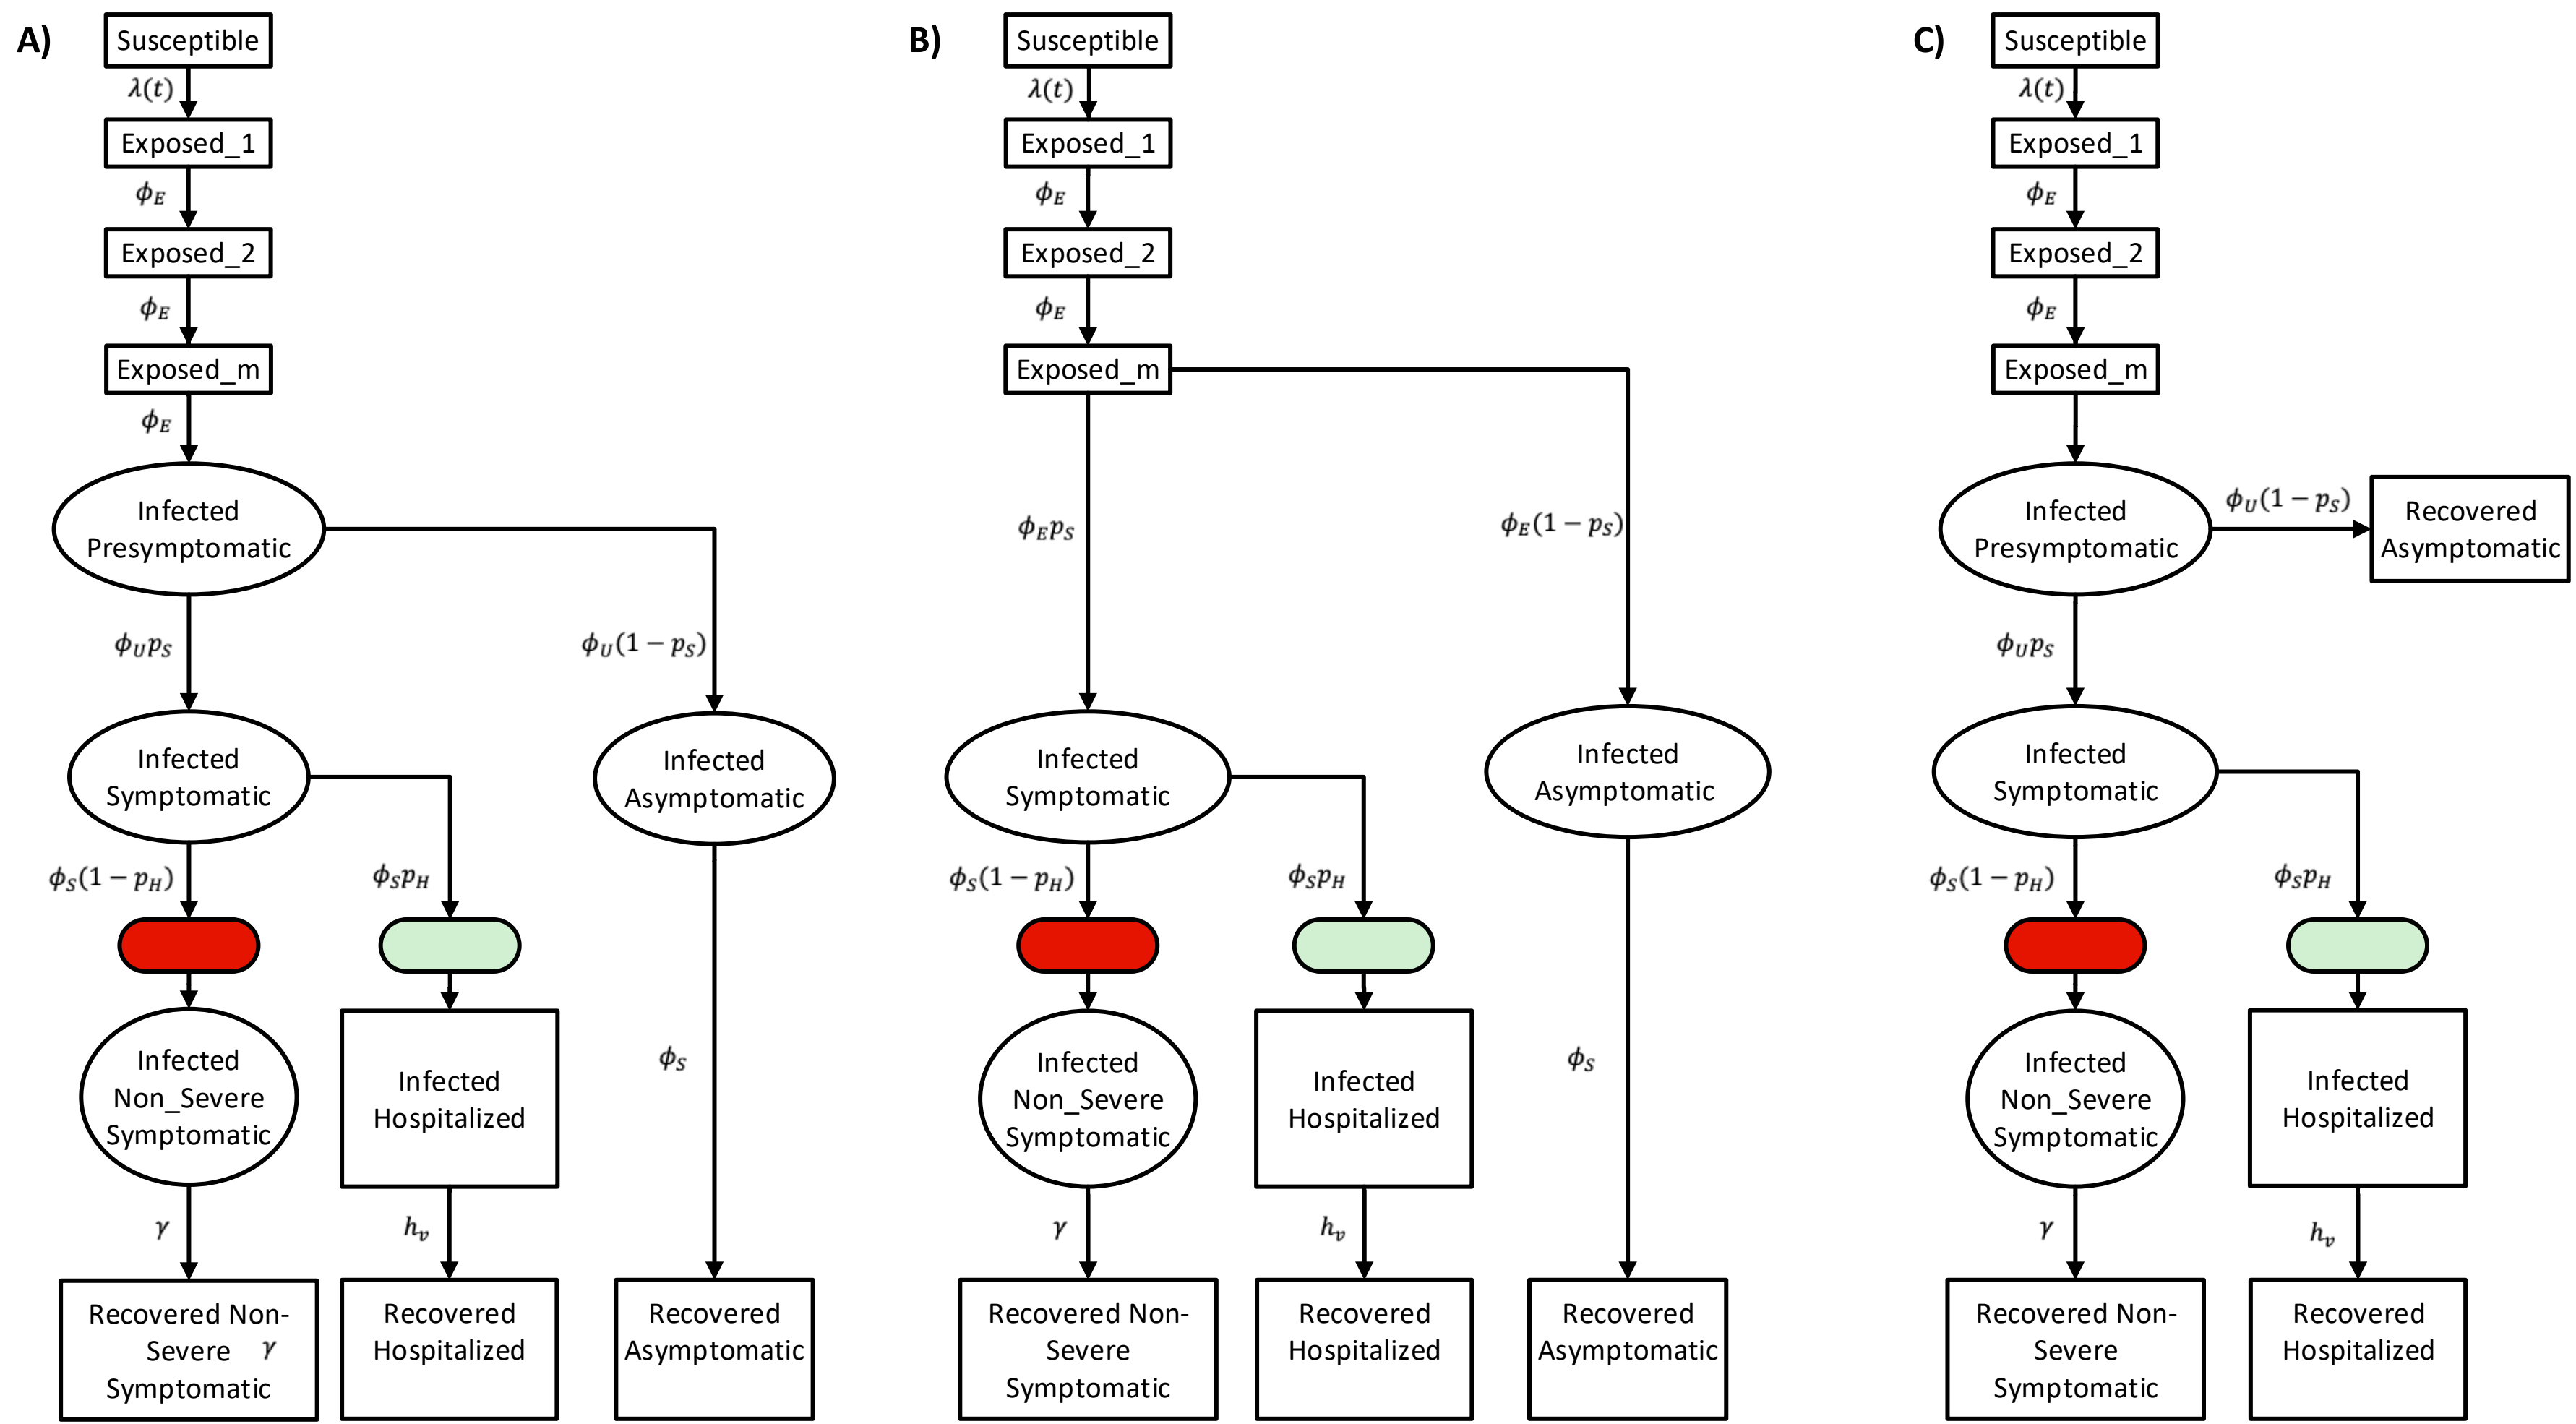 A)
Susceptible
λ(t)
Exposed_1
ϕ_E
Exposed_2
ϕ_E
Exposed_m
ϕ_E
Infected
Presymptomatic
ϕ_U p_S
ϕ_U(1 − p_S)
Infected
Symptomatic
Infected
Asymptomatic
ϕ_S(1 − p_H)
ϕ_S p_H
Infected
Non_Severe
Symptomatic
Infected
Hospitalized
ϕ_S
γ
h_v
Recovered Non-
Severe γ
Symptomatic
Recovered
Hospitalized
Recovered
Asymptomatic
B)
Susceptible
λ(t)
Exposed_1
ϕ_E
Exposed_2
ϕ_E
Exposed_m
ϕ_E p_S
ϕ_E(1 − p_S)
Infected
Symptomatic
Infected
Asymptomatic
ϕ_S(1 − p_H)
ϕ_S p_H
Infected
Non_Severe
Symptomatic
Infected
Hospitalized
ϕ_S
γ
h_v
Recovered Non-
Severe
Symptomatic
Recovered
Hospitalized
Recovered
Asymptomatic
C)
Susceptible
λ(t)
Exposed_1
ϕ_E
Exposed_2
ϕ_E
Exposed_m
Infected
Presymptomatic
ϕ_U(1 − p_S)
Recovered
Asymptomatic
ϕ_U p_S
Infected
Symptomatic
ϕ_S(1 − p_H)
ϕ_S p_H
Infected
Non_Severe
Symptomatic
Infected
Hospitalized
γ
h_v
Recovered Non-
Severe
Symptomatic
Recovered
Hospitalized